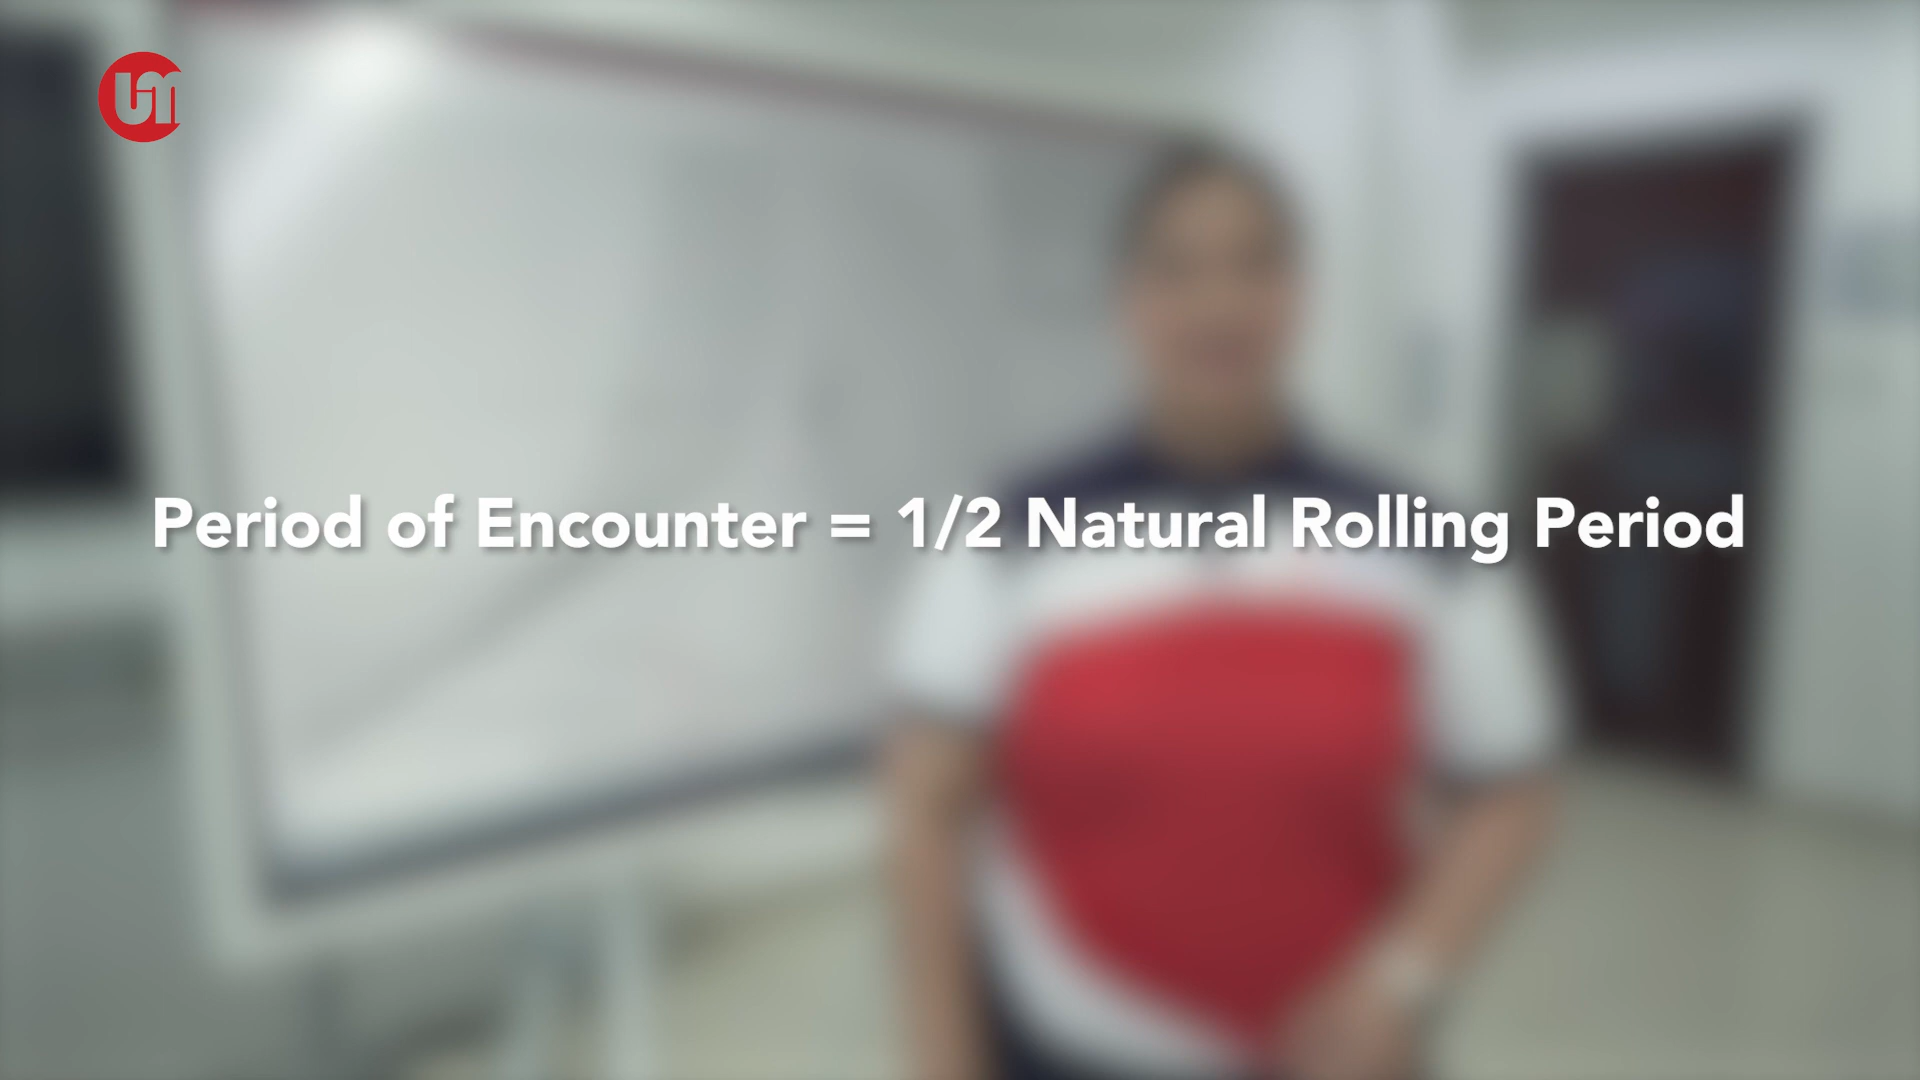 Period of Encounter = 1/2 Natural Rolling Period